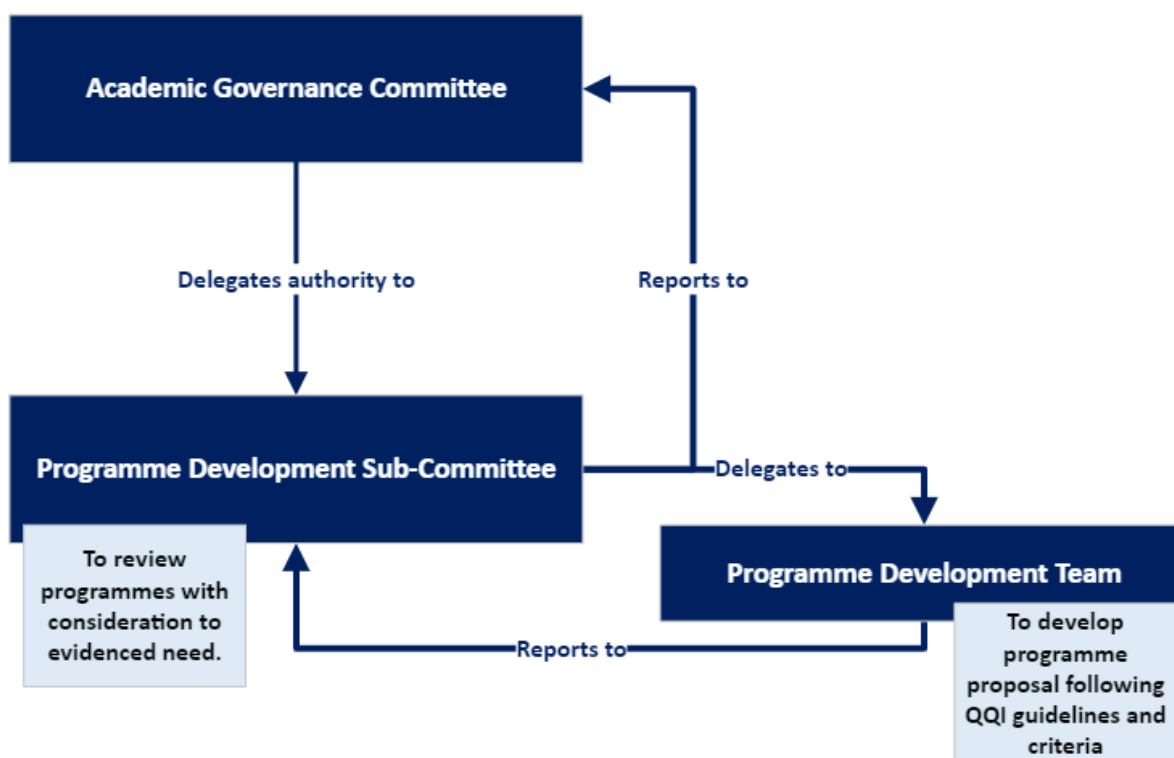 Academic Governance Committee
Delegates authority to
Reports to
Programme Development Sub-Committee
Delegates to
To review
programmes with
consideration to
evidenced need.
Programme Development Team
Reports to
To develop
programme
proposal following
QQI guidelines and
criteria